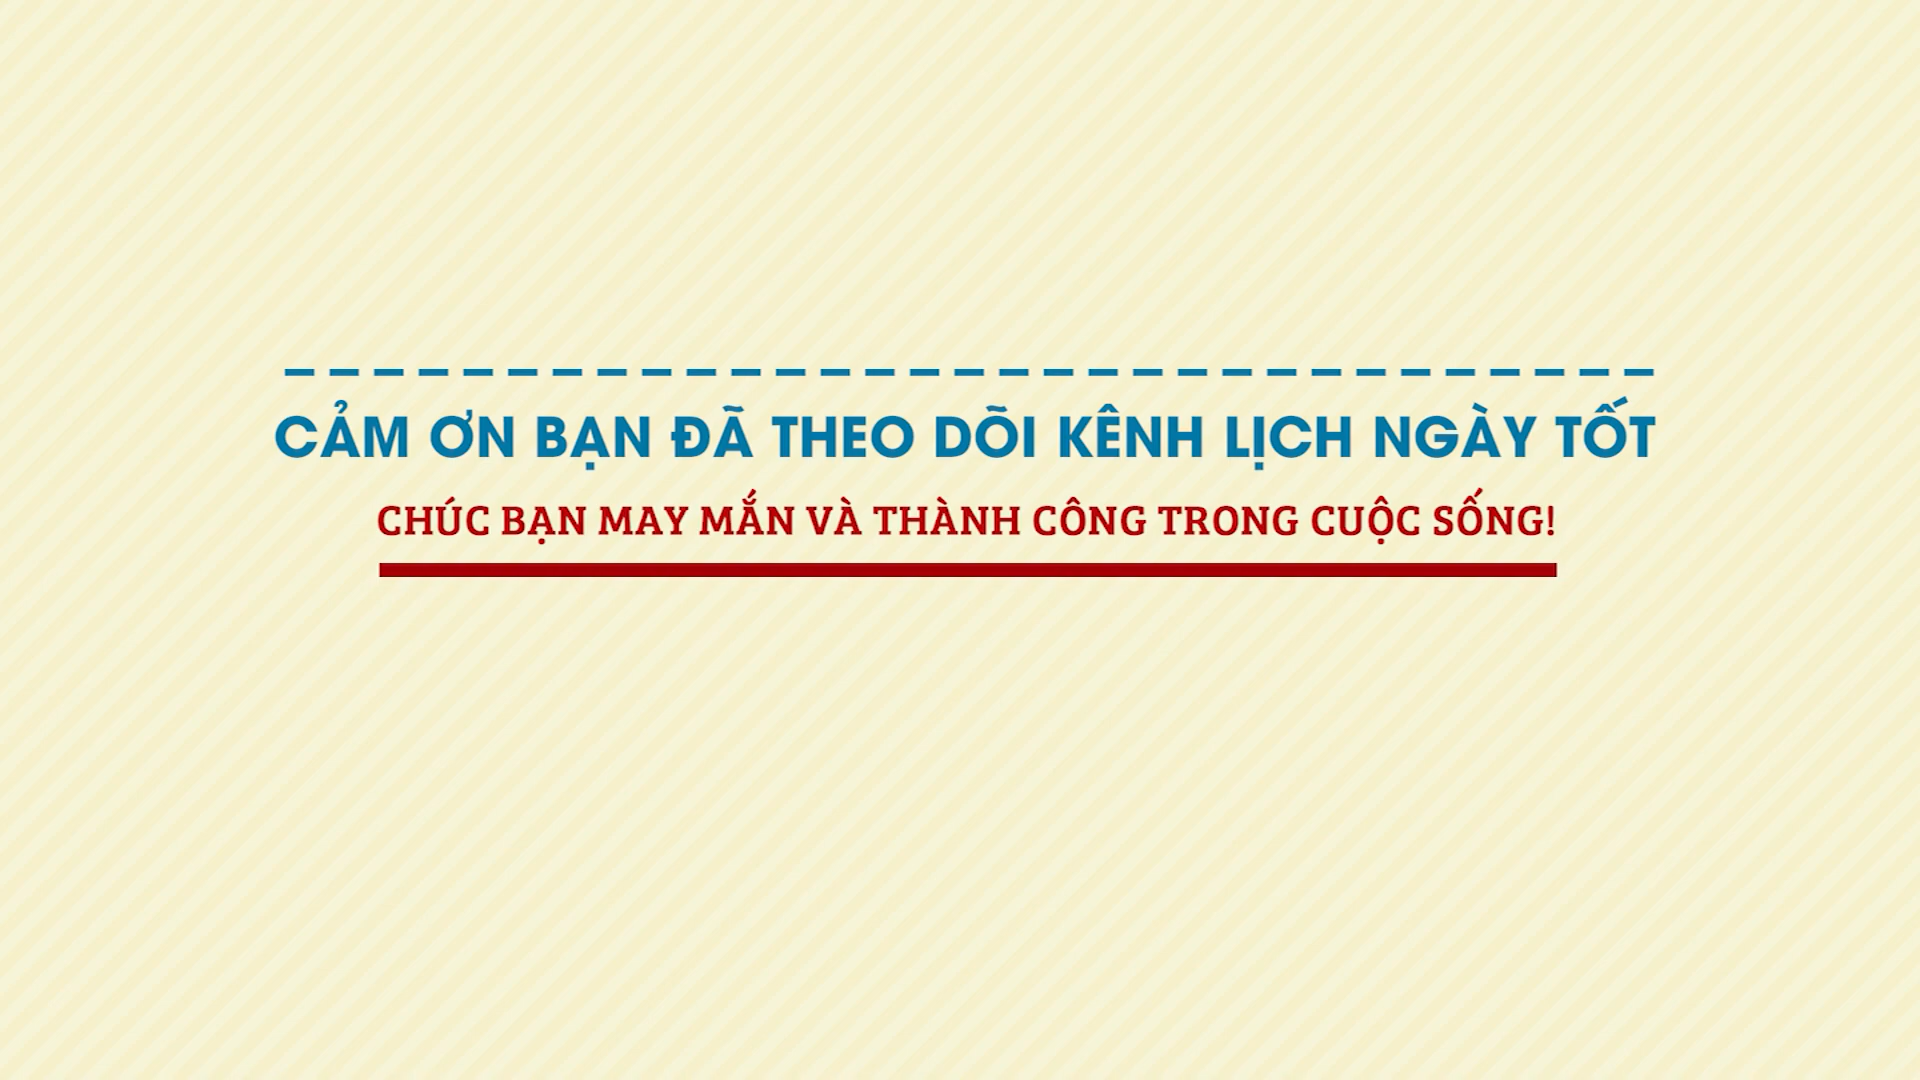 CẢM ƠN BẠN ĐÃ THEO DÕI KÊNH LỊCH NGÀY TỐT
CHÚC BẠN MAY MẮN VÀ THÀNH CÔNG TRONG CUỘC SỐNG!